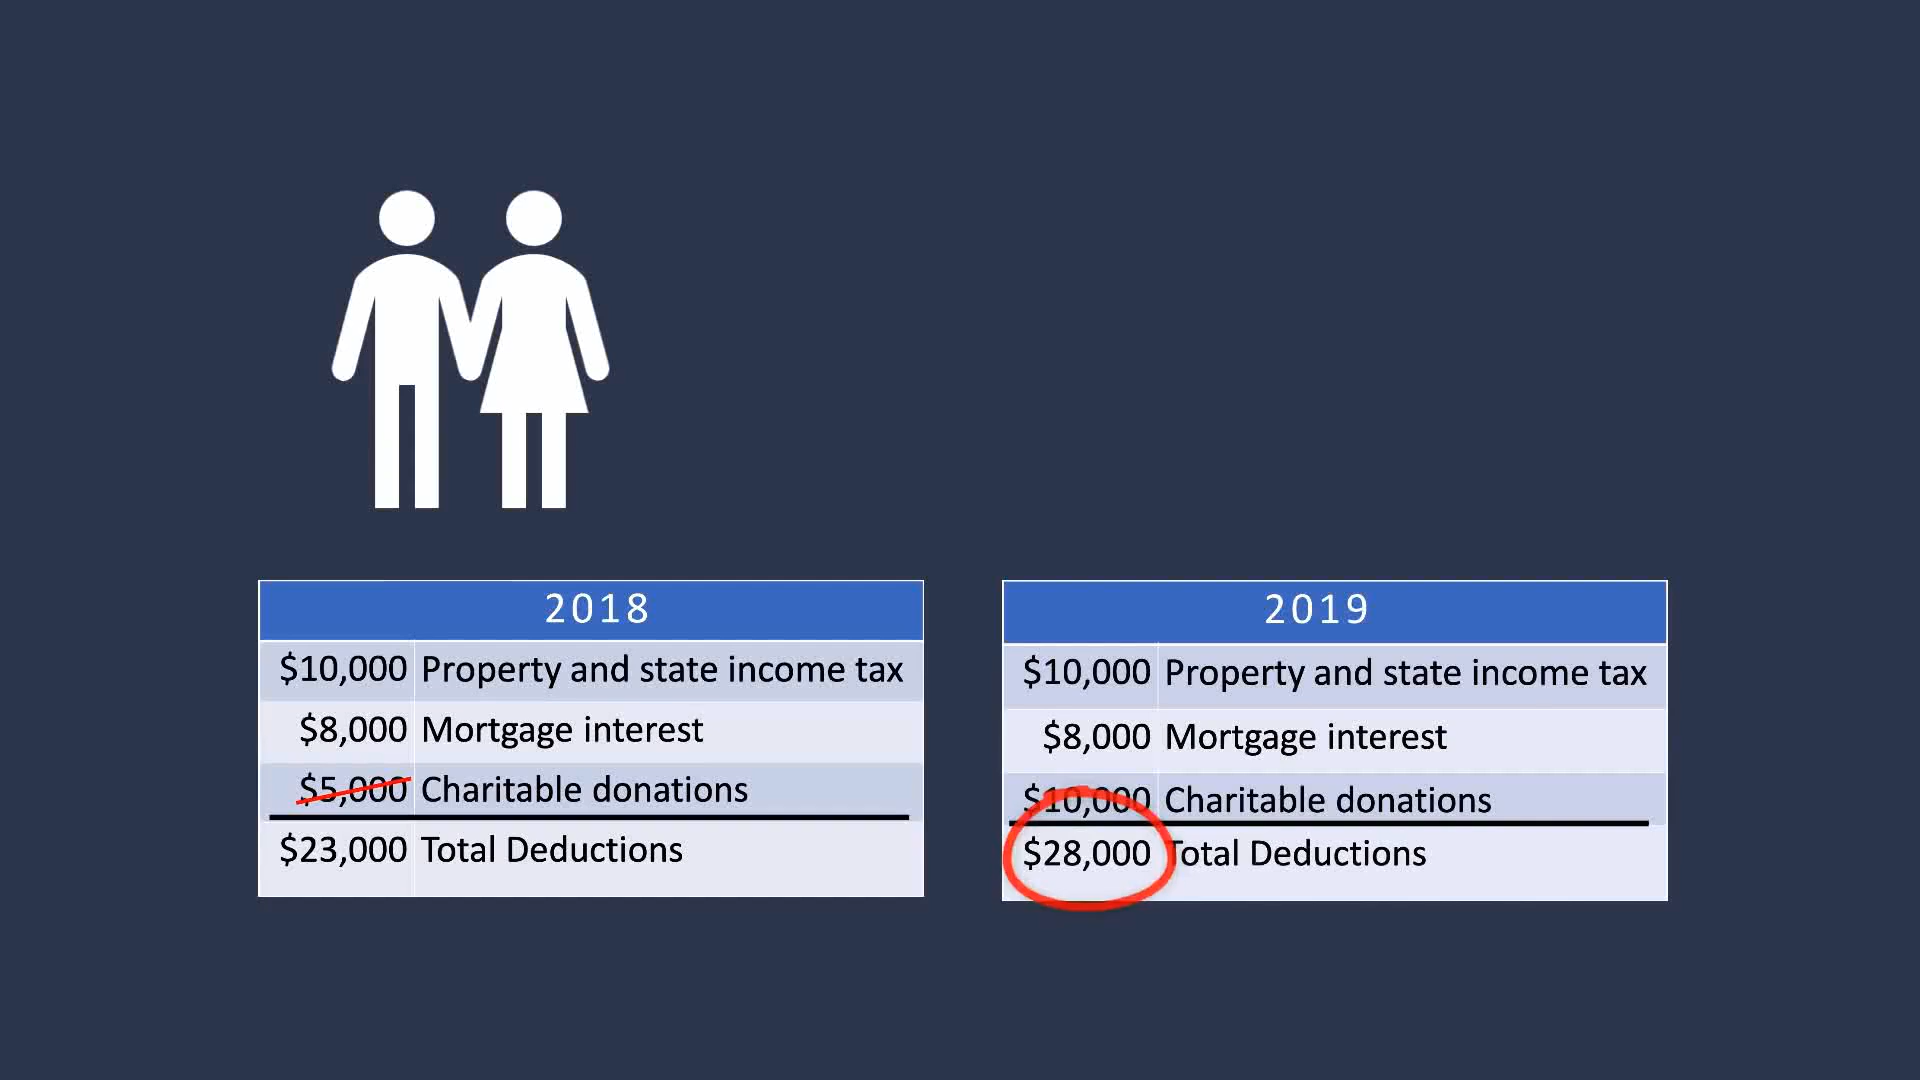 2018
$10,000 Property and state income tax
$8,000 Mortgage interest
$5,000 Charitable donations
$23,000 Total Deductions
2019
$10,000 Property and state income tax
$8,000 Mortgage interest
$10,000 Charitable donations
$28,000 Total Deductions